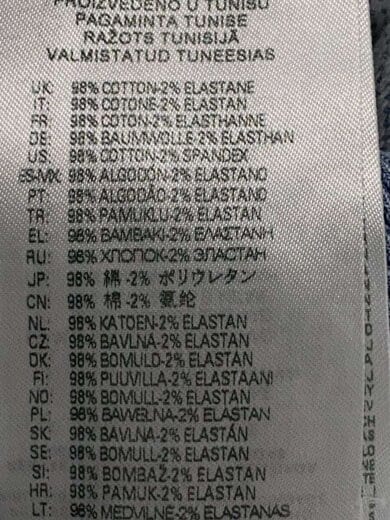 PROIZVEDENO U TUNISU
PAGAMINTA TUNISE
RAŽOTS TUNISIJĀ
VALMISTATUD TUNEESIAS
UK: 98% COTTON-2% ELASTANE
IT: 98% COTONE-2% ELASTAN
FR: 98% COTON-2% ELASTHANNE
DE: 98% BAUMWOLLE-2% ELASTHAN
US: 98% COTTON-2% SPANDEX
ES-MX: 98% ALGODÓN-2% ELASTANO
PT: 98% ALGODÃO-2% ELASTANO
TR: 98% PAMUKLU-2% ELASTAN
EL: 98% ΒΑΜΒΑΚΙ-2% ΕΛΑΣΤΑΝΗ
RU: 98% ХЛОПОК-2% ЭЛАСТАН
JP: 98% 綿 -2% ポリウレタン
CN: 98% 棉 -2% 氨纶
NL: 98% KATOEN-2% ELASTAN
CZ: 98% BAVLNA-2% ELASTAN
DK: 98% BOMULD-2% ELASTAN
FI: 98% PUUVILLA-2% ELASTAANI
NO: 98% BOMULL-2% ELASTAN
PL: 98% BAWEŁNA-2% ELASTAN
SK: 98% BAVLNA-2% ELASTÁN
SE: 98% BOMULL-2% ELASTAN
SI: 98% BOMBAŽ-2% ELASTAN
HR: 98% PAMUK-2% ELASTAN
LT: 98% MEDVILNĖ-2% ELASTANAS